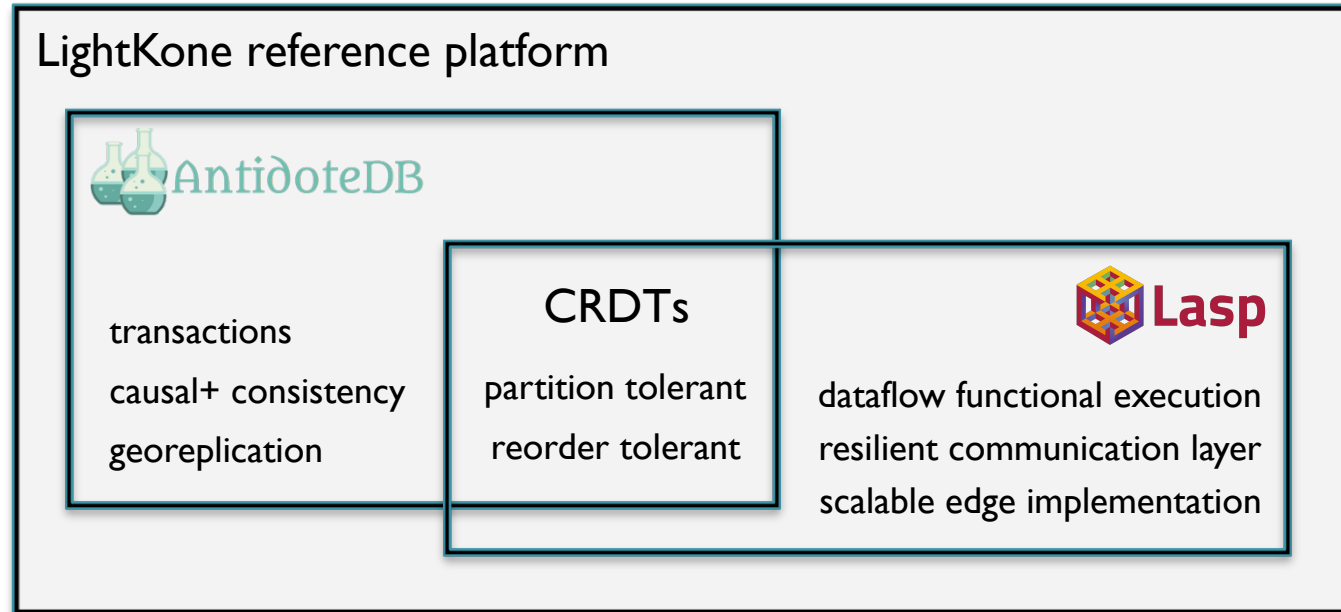 LightKone reference platform
AntidoteDB
transactions
causal+ consistency
georeplication
CRDTs
partition tolerant
reorder tolerant
Lasp
dataflow functional execution
resilient communication layer
scalable edge implementation